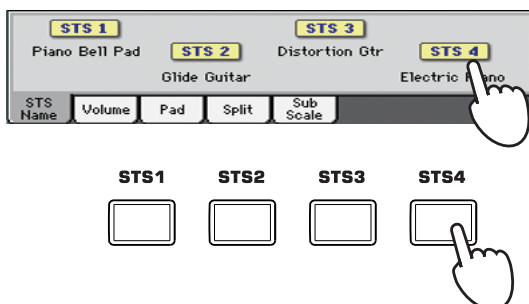 STS 1 STS 3
Piano Bell Pad STS 2 Distortion Gtr STS 4
Glide Guitar Electric Piano
STS Name Volume Pad Split Sub Scale
STS1 STS2 STS3 STS4